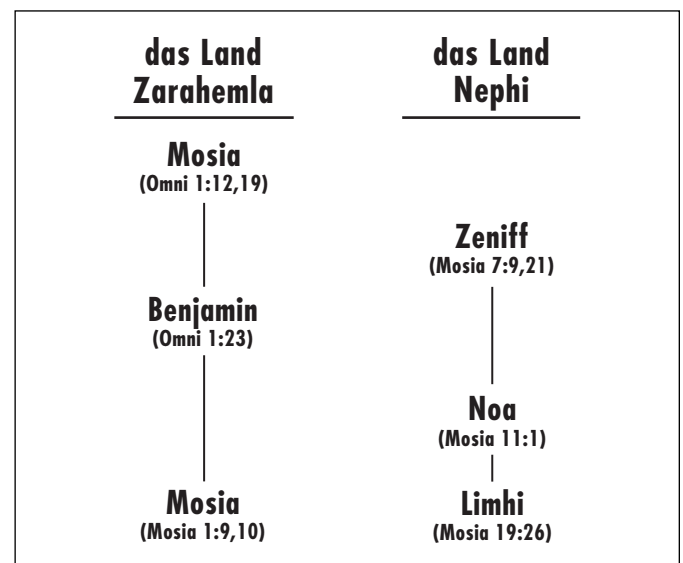 das Land
Zarahemla
Mosia
(Omni 1:12,19)
Benjamin
(Omni 1:23)
Mosia
(Mosia 1:9,10)
das Land
Nephi
Zeniff
(Mosia 7:9,21)
Noa
(Mosia 11:1)
Limhi
(Mosia 19:26)